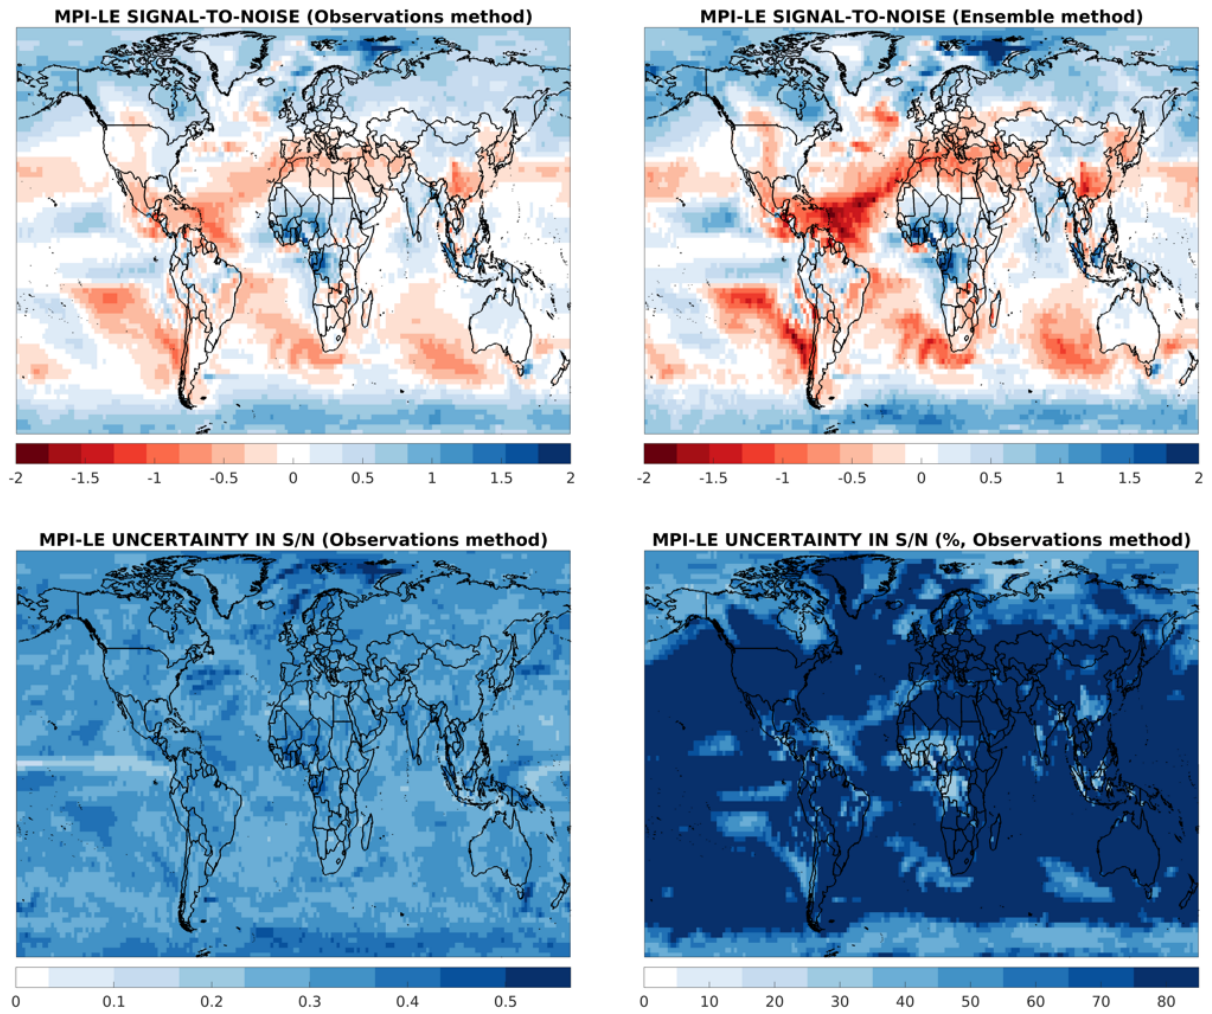 MPI-LE SIGNAL-TO-NOISE (Observations method)
MPI-LE SIGNAL-TO-NOISE (Ensemble method)
-2 -1.5 -1 -0.5 0 0.5 1 1.5 2
-2 -1.5 -1 -0.5 0 0.5 1 1.5 2
MPI-LE UNCERTAINTY IN S/N (Observations method)
MPI-LE UNCERTAINTY IN S/N (%, Observations method)
0 0.1 0.2 0.3 0.4 0.5
0 10 20 30 40 50 60 70 80